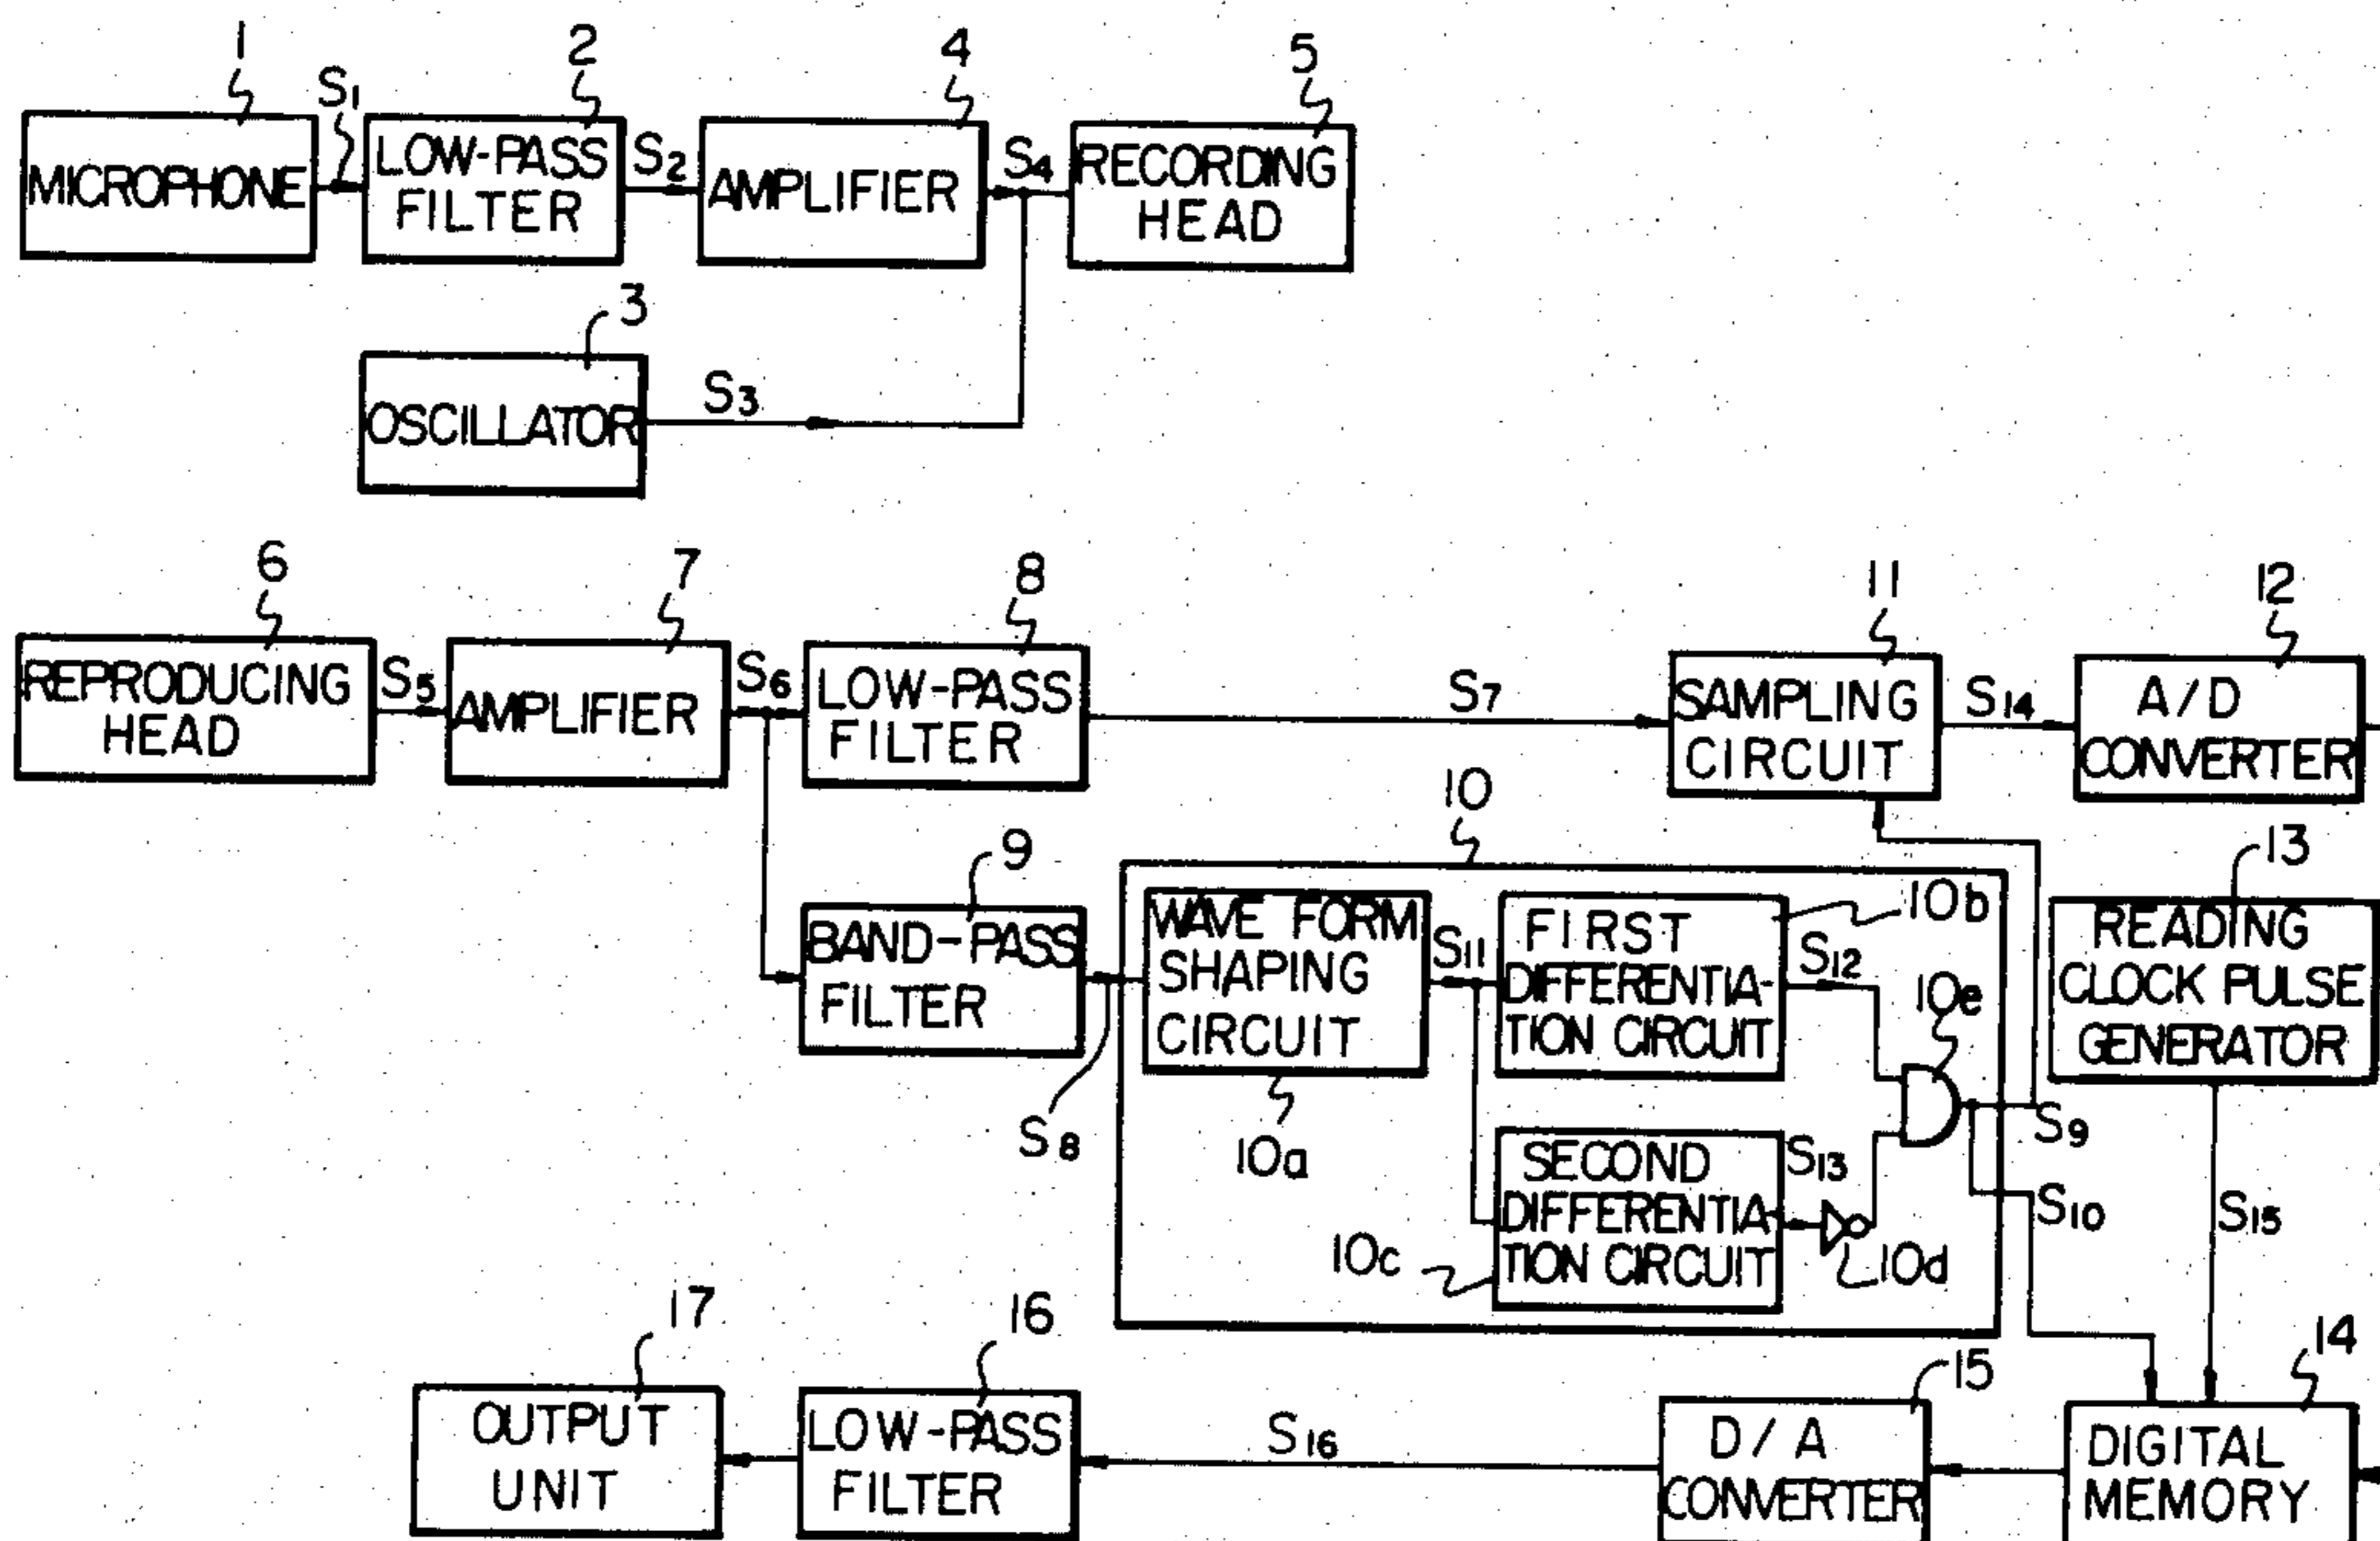 1
2
4
5
S1
MICROPHONE
LOW-PASS
FILTER
S2
AMPLIFIER
S4
RECORDING
HEAD
3
OSCILLATOR
S3
6
7
8
11
12
REPRODUCING
HEAD
S5
AMPLIFIER
S6
LOW-PASS
FILTER
S7
SAMPLING
CIRCUIT
S14
A/D
CONVERTER
10
9
13
BAND-PASS
FILTER
S8
WAVE FORM
SHAPING
CIRCUIT
10a
S11
FIRST
DIFFERENTIA-
TION CIRCUIT
10b
S12
10e
READING
CLOCK PULSE
GENERATOR
SECOND
DIFFERENTIA-
TION CIRCUIT
S13
10c
10d
S9
S10
S15
17
16
15
14
OUTPUT
UNIT
LOW-PASS
FILTER
S16
D/A
CONVERTER
DIGITAL
MEMORY